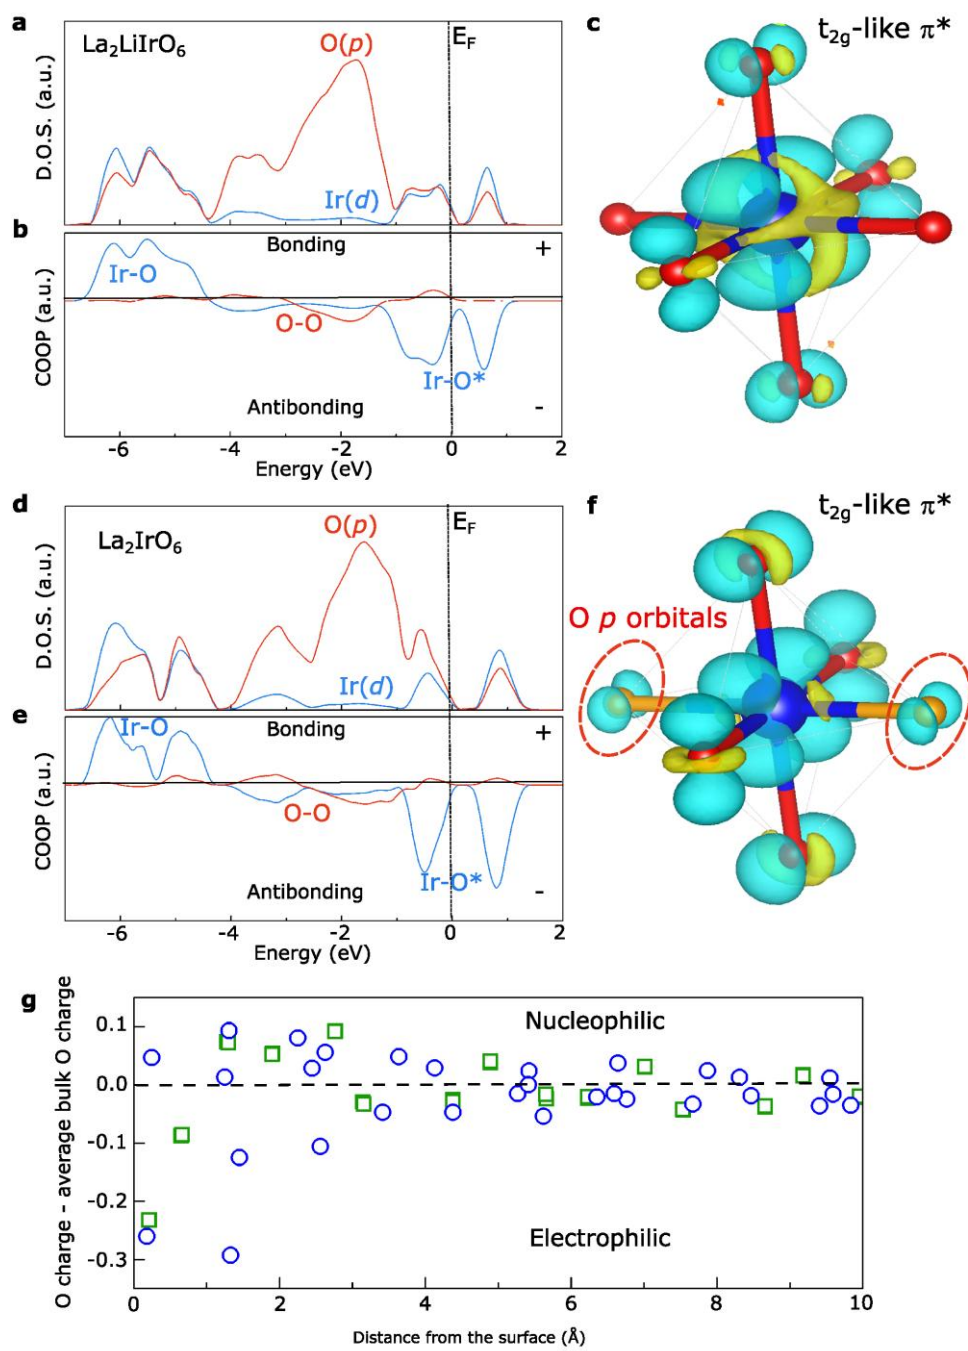 a
La₂LiIrO₆
O(p)
E_F
D.O.S. (a.u.)
Ir(d)
b
Bonding
+
Ir-O
COOP (a.u.)
O-O
Ir-O*
Antibonding
-
-6 -4 -2 0 2
Energy (eV)
c
t₂g-like π*
d
La₂IrO₆
O(p)
E_F
D.O.S. (a.u.)
Ir(d)
e
Ir-O
Bonding
+
COOP (a.u.)
O-O
Ir-O*
Antibonding
-
-6 -4 -2 0 2
Energy (eV)
f
t₂g-like π*
O p orbitals
g
O charge - average bulk O charge
0.1
0.0
-0.1
-0.2
-0.3
Nucleophilic
Electrophilic
0 2 4 6 8 10
Distance from the surface (Å)